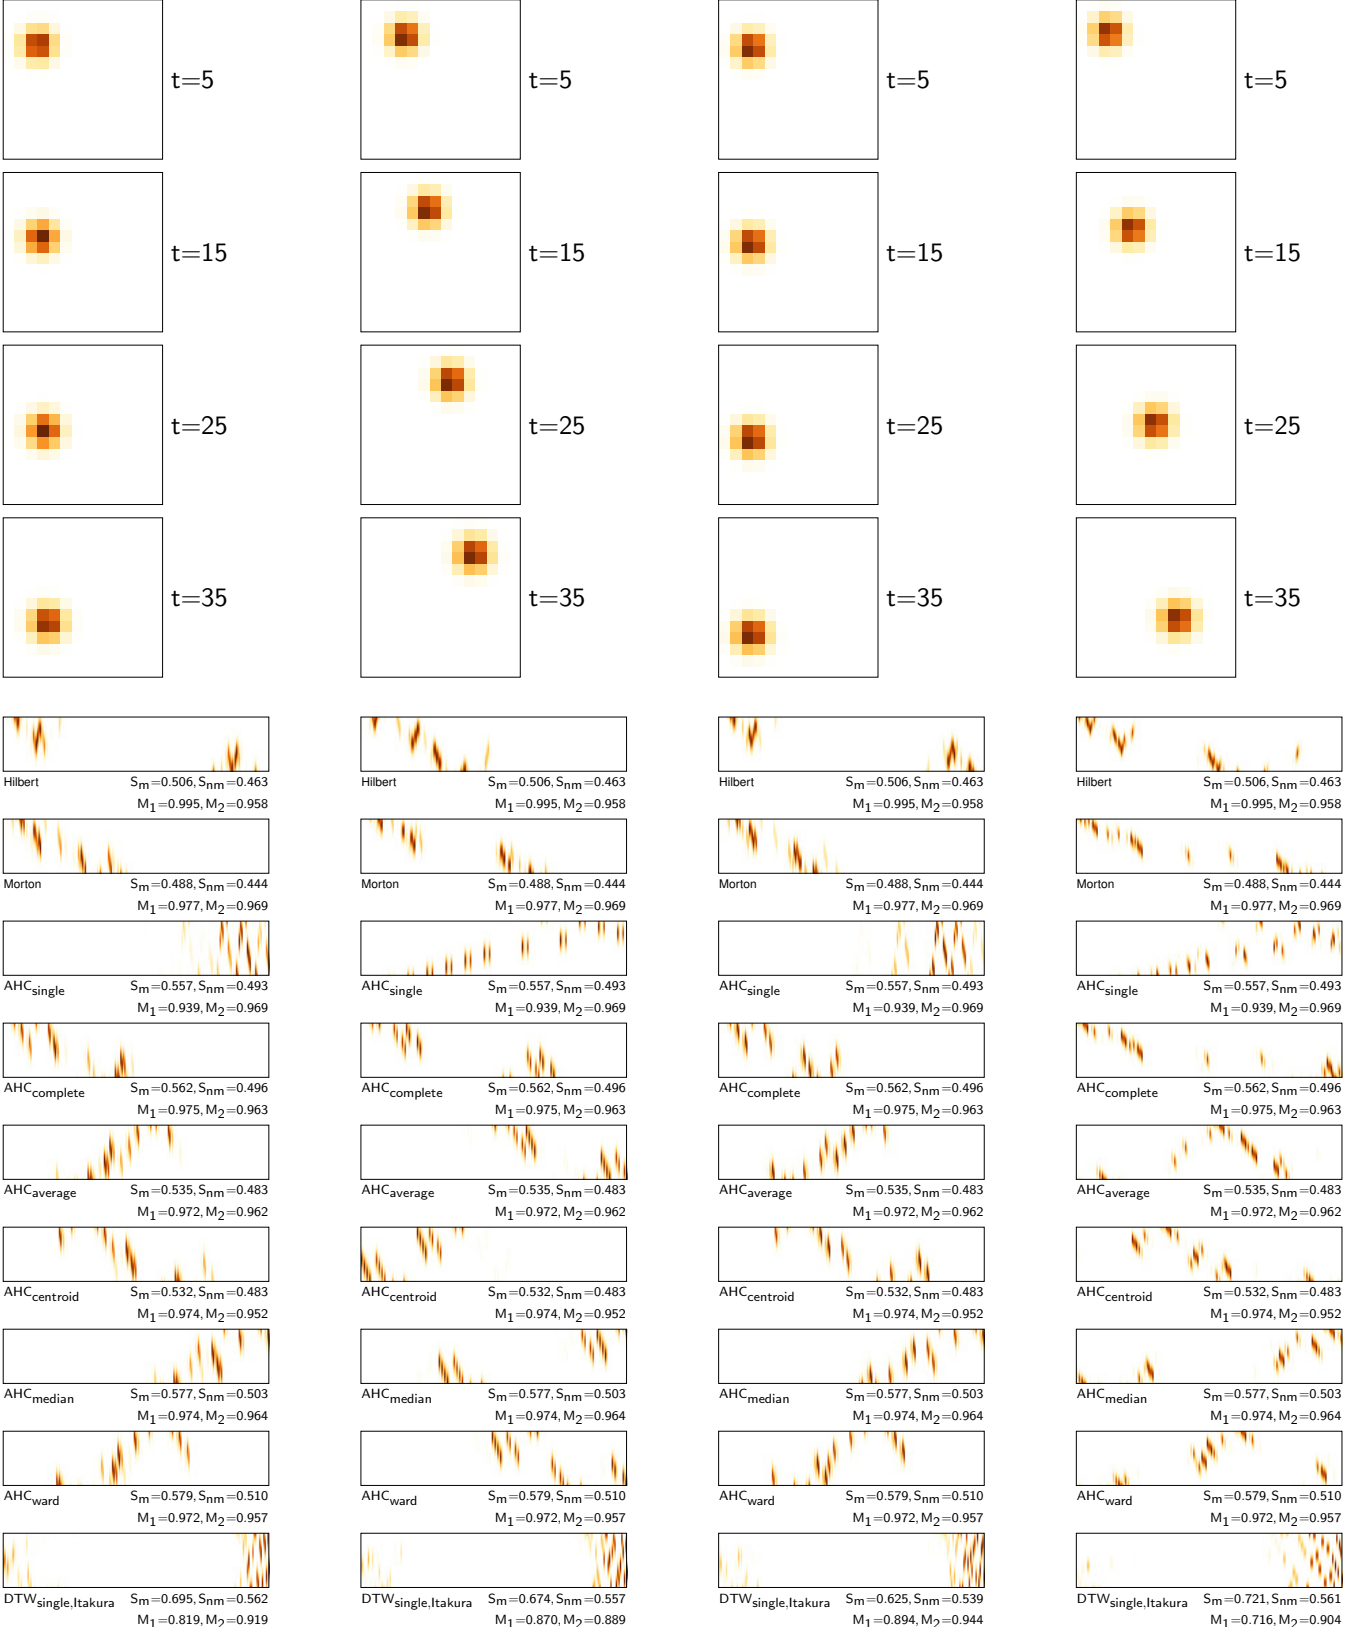 t=5 t=5 t=5 t=5
t=15 t=15 t=15 t=15
t=25 t=25 t=25 t=25
t=35 t=35 t=35 t=35
Hilbert Sm=0.506, Snm=0.463 Hilbert Sm=0.506, Snm=0.463 Hilbert Sm=0.506, Snm=0.463 Hilbert Sm=0.506, Snm=0.463
M1=0.995, M2=0.958 M1=0.995, M2=0.958 M1=0.995, M2=0.958 M1=0.995, M2=0.958
Morton Sm=0.488, Snm=0.444 Morton Sm=0.488, Snm=0.444 Morton Sm=0.488, Snm=0.444 Morton Sm=0.488, Snm=0.444
M1=0.977, M2=0.969 M1=0.977, M2=0.969 M1=0.977, M2=0.969 M1=0.977, M2=0.969
AHCsingle Sm=0.557, Snm=0.493 AHCsingle Sm=0.557, Snm=0.493 AHCsingle Sm=0.557, Snm=0.493 AHCsingle Sm=0.557, Snm=0.493
M1=0.939, M2=0.969 M1=0.939, M2=0.969 M1=0.939, M2=0.969 M1=0.939, M2=0.969
AHCcomplete Sm=0.562, Snm=0.496 AHCcomplete Sm=0.562, Snm=0.496 AHCcomplete Sm=0.562, Snm=0.496 AHCcomplete Sm=0.562, Snm=0.496
M1=0.975, M2=0.963 M1=0.975, M2=0.963 M1=0.975, M2=0.963 M1=0.975, M2=0.963
AHCaverage Sm=0.535, Snm=0.483 AHCaverage Sm=0.535, Snm=0.483 AHCaverage Sm=0.535, Snm=0.483 AHCaverage Sm=0.535, Snm=0.483
M1=0.972, M2=0.962 M1=0.972, M2=0.962 M1=0.972, M2=0.962 M1=0.972, M2=0.962
AHCcentroid Sm=0.532, Snm=0.483 AHCcentroid Sm=0.532, Snm=0.483 AHCcentroid Sm=0.532, Snm=0.483 AHCcentroid Sm=0.532, Snm=0.483
M1=0.974, M2=0.952 M1=0.974, M2=0.952 M1=0.974, M2=0.952 M1=0.974, M2=0.952
AHCmedian Sm=0.577, Snm=0.503 AHCmedian Sm=0.577, Snm=0.503 AHCmedian Sm=0.577, Snm=0.503 AHCmedian Sm=0.577, Snm=0.503
M1=0.974, M2=0.964 M1=0.974, M2=0.964 M1=0.974, M2=0.964 M1=0.974, M2=0.964
AHCward Sm=0.579, Snm=0.510 AHCward Sm=0.579, Snm=0.510 AHCward Sm=0.579, Snm=0.510 AHCward Sm=0.579, Snm=0.510
M1=0.972, M2=0.957 M1=0.972, M2=0.957 M1=0.972, M2=0.957 M1=0.972, M2=0.957
DTWsingle,Itakura Sm=0.695, Snm=0.562 DTWsingle,Itakura Sm=0.674, Snm=0.557 DTWsingle,Itakura Sm=0.625, Snm=0.539 DTWsingle,Itakura Sm=0.721, Snm=0.561
M1=0.819, M2=0.919 M1=0.870, M2=0.889 M1=0.894, M2=0.944 M1=0.716, M2=0.904